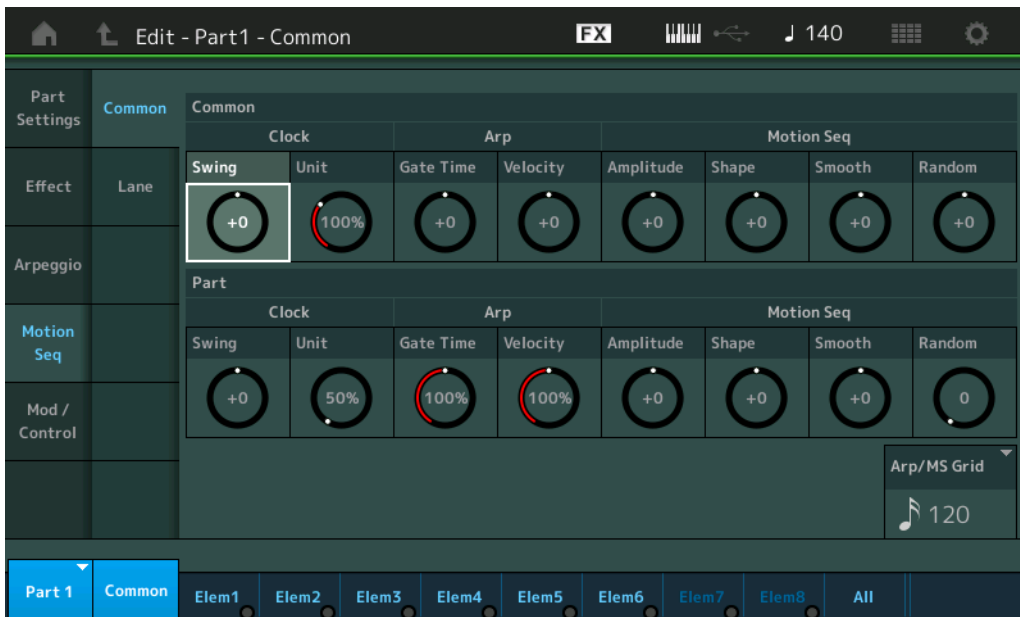 Edit - Part1 - Common FX ♩ 140
Part Settings
Common
Effect
Lane
Arpeggio
Motion Seq
Mod / Control
Common
Clock Arp Motion Seq
Swing Unit Gate Time Velocity Amplitude Shape Smooth Random
+0 100% +0 +0 +0 +0 +0 +0
Part
Clock Arp Motion Seq
Swing Unit Gate Time Velocity Amplitude Shape Smooth Random
+0 50% 100% 100% +0 +0 +0 0
Arp/MS Grid
120
Part 1 Common Elem1 Elem2 Elem3 Elem4 Elem5 Elem6 Elem7 Elem8 All